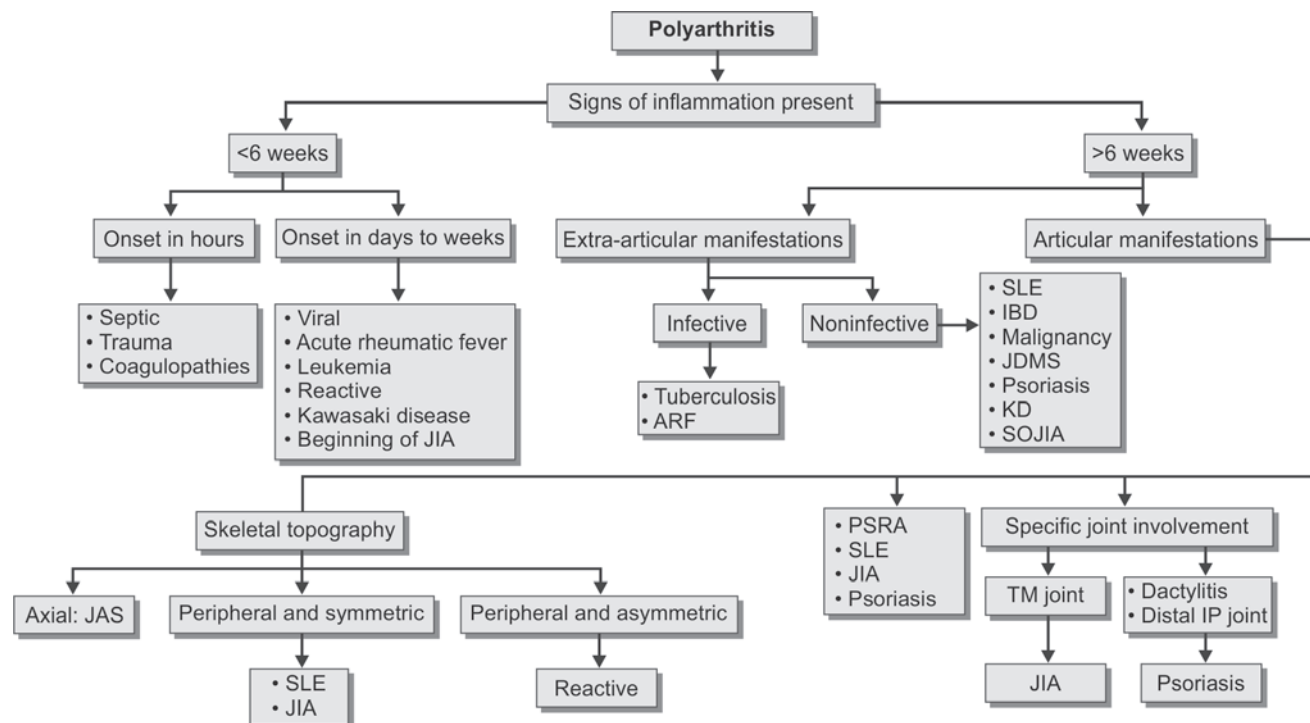 Polyarthritis
Signs of inflammation present
<6 weeks
>6 weeks
Onset in hours
Onset in days to weeks
Extra-articular manifestations
Articular manifestations
• Septic
• Trauma
• Coagulopathies
• Viral
• Acute rheumatic fever
• Leukemia
• Reactive
• Kawasaki disease
• Beginning of JIA
Infective
Noninfective
• SLE
• IBD
• Malignancy
• JDMS
• Psoriasis
• KD
• SOJIA
• Tuberculosis
• ARF
Skeletal topography
• PSRA
• SLE
• JIA
• Psoriasis
Specific joint involvement
Axial: JAS
Peripheral and symmetric
Peripheral and asymmetric
TM joint
• Dactylitis
• Distal IP joint
• SLE
• JIA
Reactive
JIA
Psoriasis